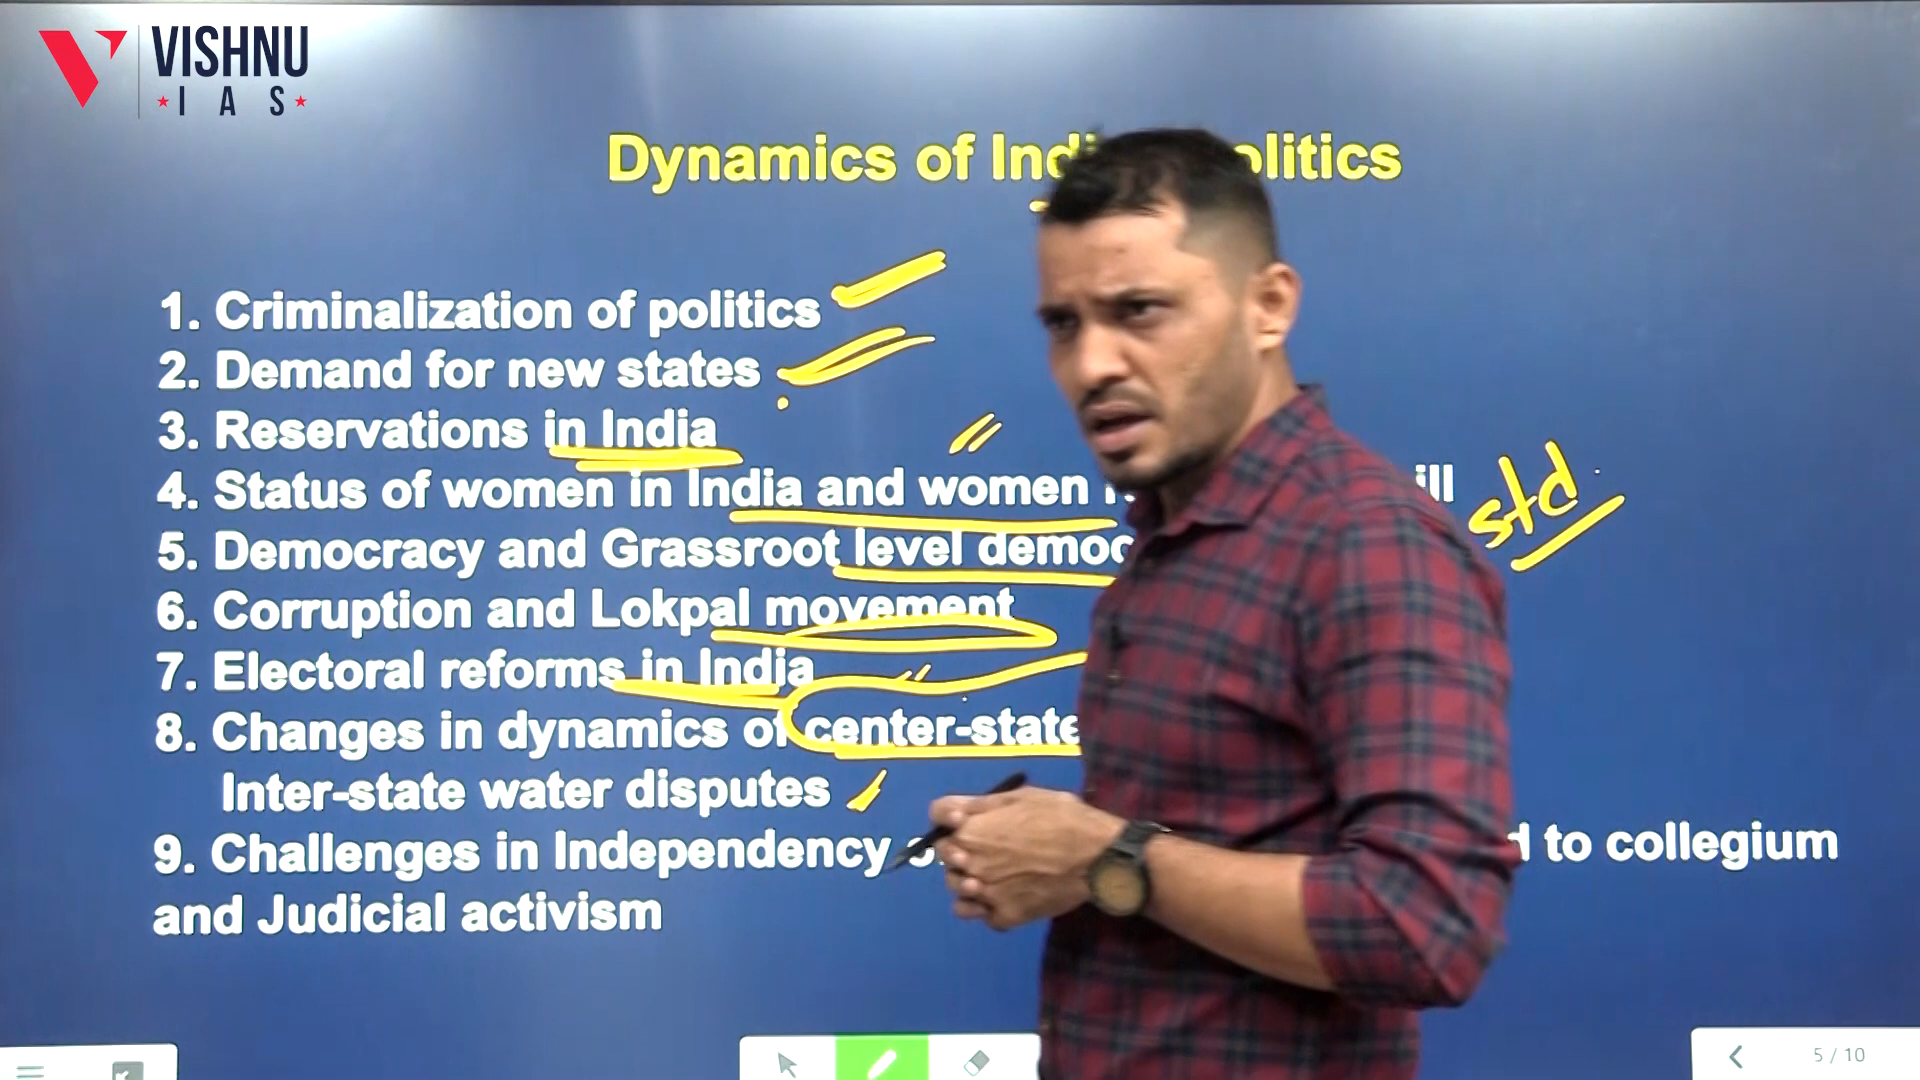 VISHNU
IAS
Dynamics of Ind olitics
1. Criminalization of politics
2. Demand for new states
3. Reservations in India
4. Status of women in India and women ill
std
5. Democracy and Grassroot level democ
6. Corruption and Lokpal movement
7. Electoral reforms in India
8. Changes in dynamics of center-state
Inter-state water disputes
9. Challenges in Independency d to collegium
and Judicial activism
5 / 10